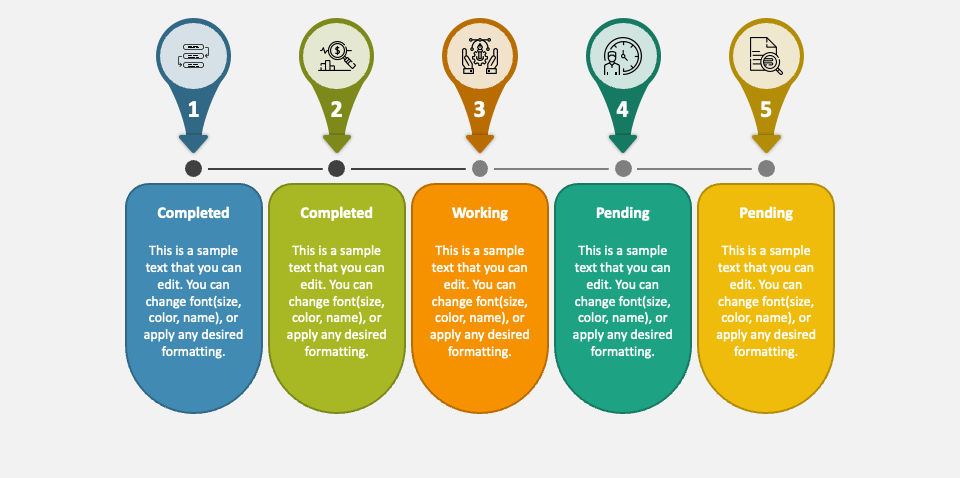 1
2
3
4
5
Completed
This is a sample
text that you can
edit. You can
change font(size,
color, name), or
apply any desired
formatting.
Completed
This is a sample
text that you can
edit. You can
change font(size,
color, name), or
apply any desired
formatting.
Working
This is a sample
text that you can
edit. You can
change font(size,
color, name), or
apply any desired
formatting.
Pending
This is a sample
text that you can
edit. You can
change font(size,
color, name), or
apply any desired
formatting.
Pending
This is a sample
text that you can
edit. You can
change font(size,
color, name), or
apply any desired
formatting.